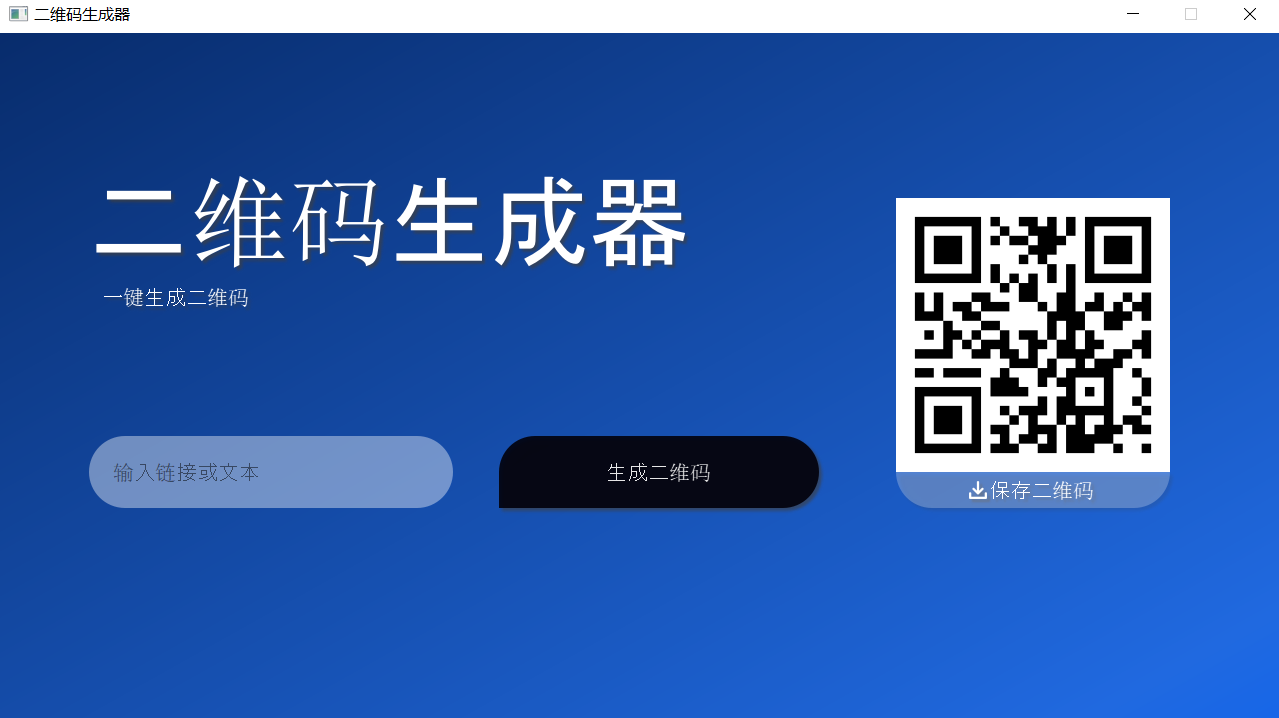 二维码生成器
二维码生成器
一键生成二维码
输入链接或文本
生成二维码
保存二维码